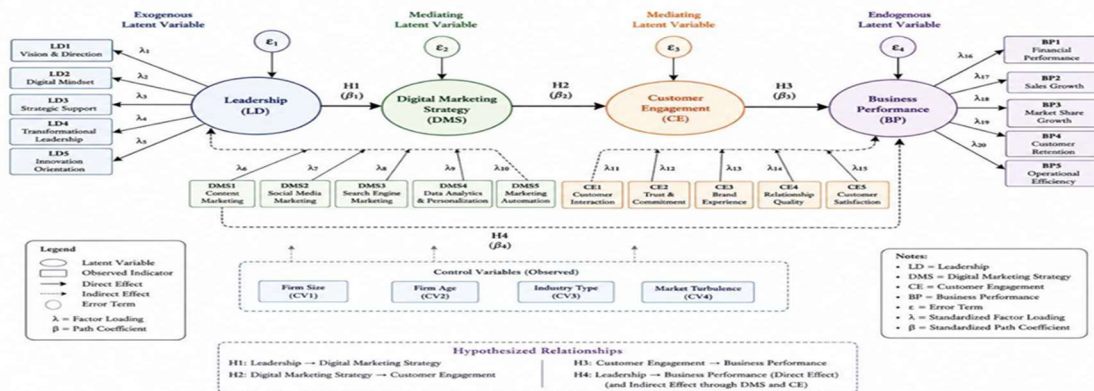 Exogenous
Latent Variable
Mediating
Latent Variable
Mediating
Latent Variable
Endogenous
Latent Variable
ε1
ε2
ε3
ε4
LD1
Vision & Direction
LD2
Digital Mindset
LD3
Strategic Support
LD4
Transformational
Leadership
LD5
Innovation
Orientation
λ1
λ2
λ3
λ4
λ5
Leadership
(LD)
H1
(β1)
Digital Marketing
Strategy
(DMS)
H2
(β2)
Customer
Engagement
(CE)
H3
(β3)
Business
Performance
(BP)
λ16
λ17
λ18
λ19
λ20
BP1
Financial
Performance
BP2
Sales Growth
BP3
Market Share
Growth
BP4
Customer
Retention
BP5
Operational
Efficiency
λ6
λ7
λ8
λ9
λ10
λ11
λ12
λ13
λ14
λ15
DMS1
Content
Marketing
DMS2
Social Media
Marketing
DMS3
Search Engine
Marketing
DMS4
Data Analytics
& Personalization
DMS5
Marketing
Automation
CE1
Customer
Interaction
CE2
Trust &
Commitment
CE3
Brand
Experience
CE4
Relationship
Quality
CE5
Customer
Satisfaction
H4
(β4)
Legend
Latent Variable
Observed Indicator
Direct Effect
Indirect Effect
Error Term
λ = Factor Loading
β = Path Coefficient
Control Variables (Observed)
Firm Size
(CV1)
Firm Age
(CV2)
Industry Type
(CV3)
Market Turbulence
(CV4)
Notes:
• LD = Leadership
• DMS = Digital Marketing Strategy
• CE = Customer Engagement
• BP = Business Performance
• ε = Error Term
• λ = Standardized Factor Loading
• β = Standardized Path Coefficient
Hypothesized Relationships
H1: Leadership → Digital Marketing Strategy
H2: Digital Marketing Strategy → Customer Engagement
H3: Customer Engagement → Business Performance
H4: Leadership → Business Performance (Direct Effect)
(and Indirect Effect through DMS and CE)